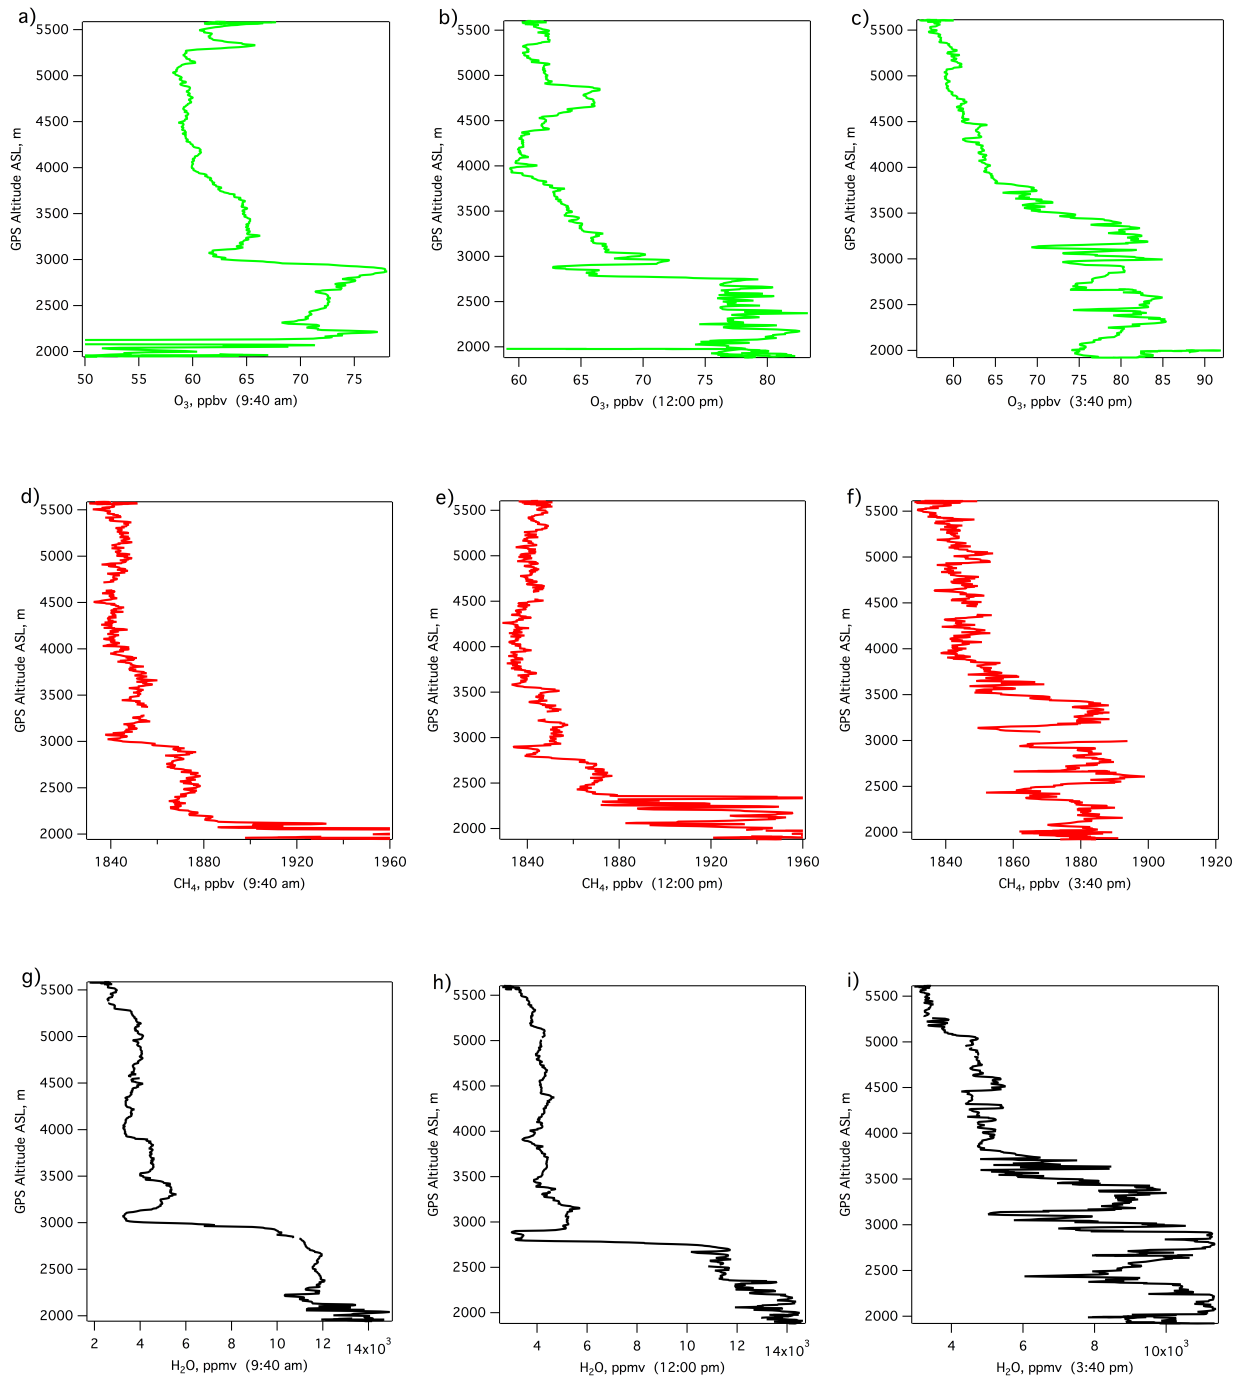 a)
5500
5000
4500
4000
3500
3000
2500
2000
GPS Altitude ASL, m
50 55 60 65 70 75
O3, ppbv (9:40 am)
b)
5500
5000
4500
4000
3500
3000
2500
2000
GPS Altitude ASL, m
60 65 70 75 80
O3, ppbv (12:00 pm)
c)
5500
5000
4500
4000
3500
3000
2500
2000
GPS Altitude ASL, m
60 65 70 75 80 85 90
O3, ppbv (3:40 pm)
d)
5500
5000
4500
4000
3500
3000
2500
2000
GPS Altitude ASL, m
1840 1880 1920 1960
CH4, ppbv (9:40 am)
e)
5500
5000
4500
4000
3500
3000
2500
2000
GPS Altitude ASL, m
1840 1880 1920 1960
CH4, ppbv (12:00 pm)
f)
5500
5000
4500
4000
3500
3000
2500
2000
GPS Altitude ASL, m
1840 1860 1880 1900 1920
CH4, ppbv (3:40 pm)
g)
5500
5000
4500
4000
3500
3000
2500
2000
GPS Altitude ASL, m
2 4 6 8 10 12 14x10³
H2O, ppmv (9:40 am)
h)
5500
5000
4500
4000
3500
3000
2500
2000
GPS Altitude ASL, m
4 6 8 10 12 14x10³
H2O, ppmv (12:00 pm)
i)
5500
5000
4500
4000
3500
3000
2500
2000
GPS Altitude ASL, m
4 6 8 10x10³
H2O, ppmv (3:40 pm)